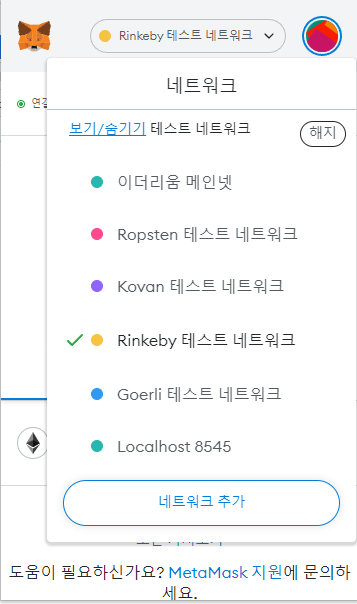 Rinkeby 테스트 네트워크
연결
네트워크
보기/숨기기 테스트 네트워크
해지
이더리움 메인넷
Ropsten 테스트 네트워크
Kovan 테스트 네트워크
Rinkeby 테스트 네트워크
Goerli 테스트 네트워크
Localhost 8545
네트워크 추가
도움이 필요하신가요? MetaMask 지원에 문의하
세요.